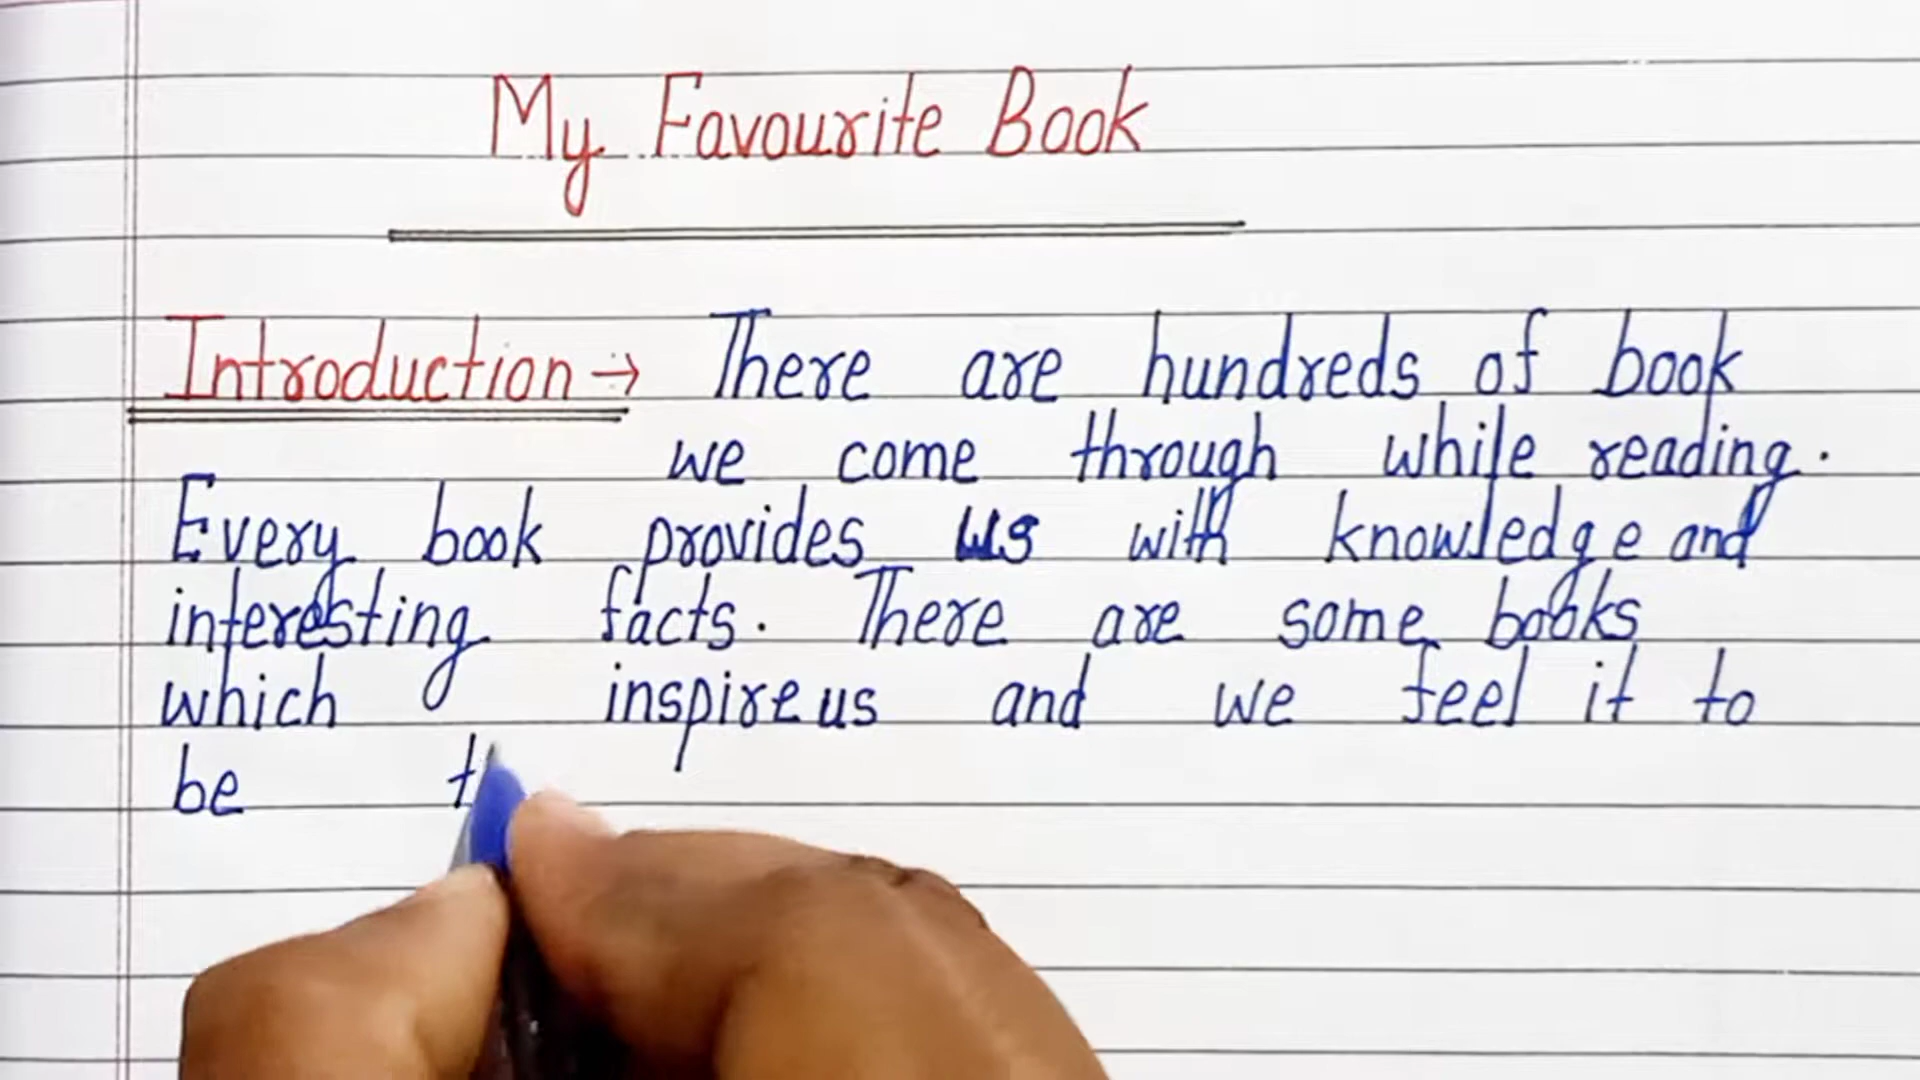 My Favourite Book
Introduction → There are hundreds of book
we come through while reading.
Every book provides us with knowledge and
interesting facts. There are some books
which inspire us and we feel it to
be t